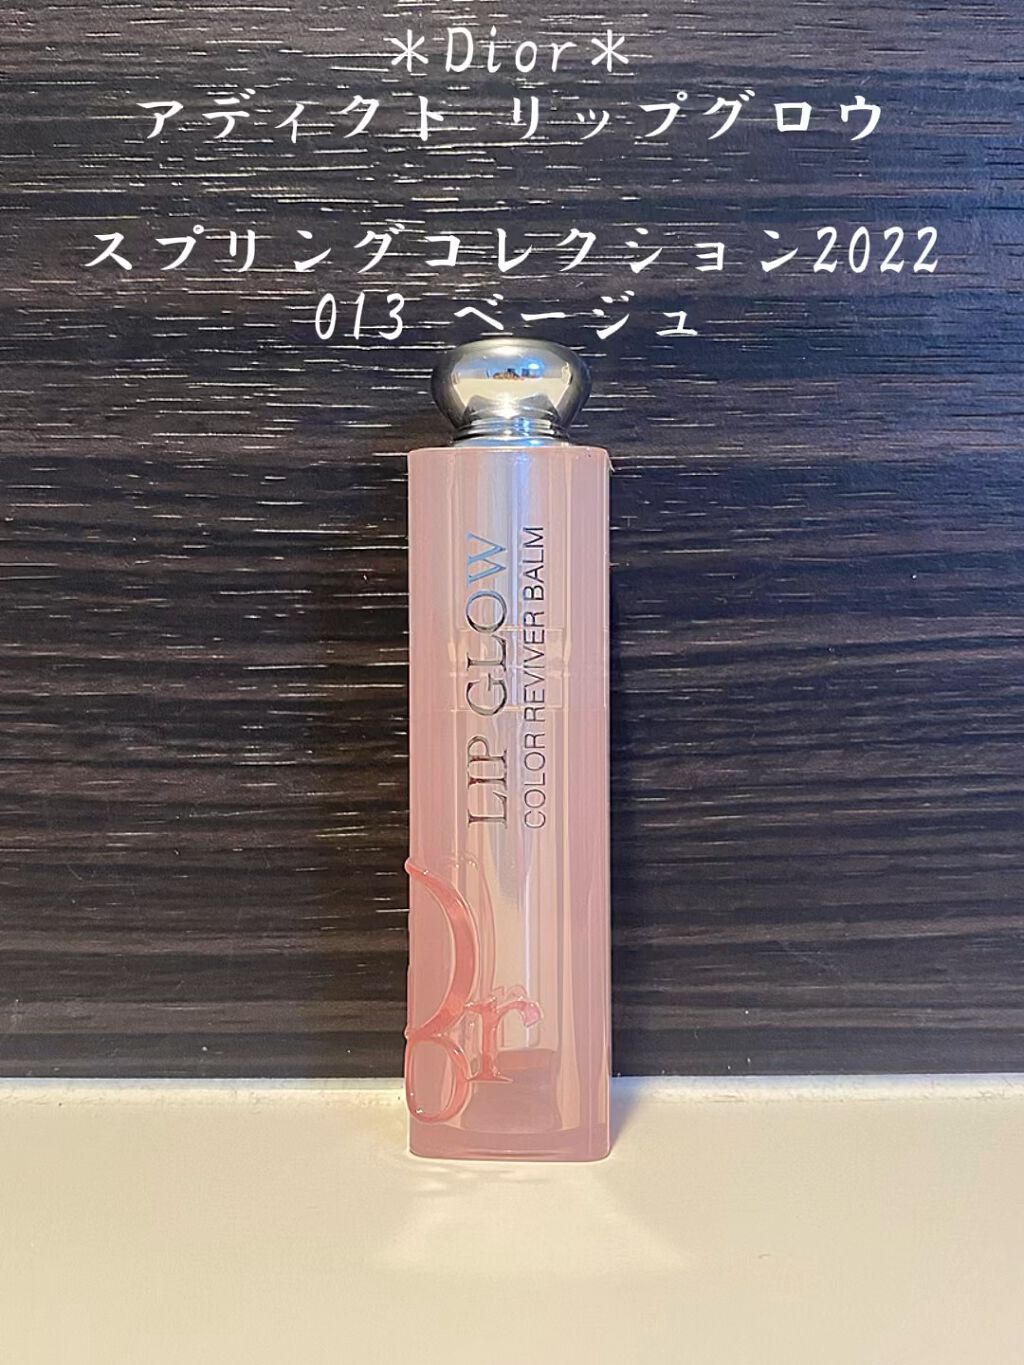 ＊Dior＊
アディクト リップグロウ
スプリングコレクション2022
013 ベージュ
LIP GLOW
COLOR REVIVER BALM
Dior